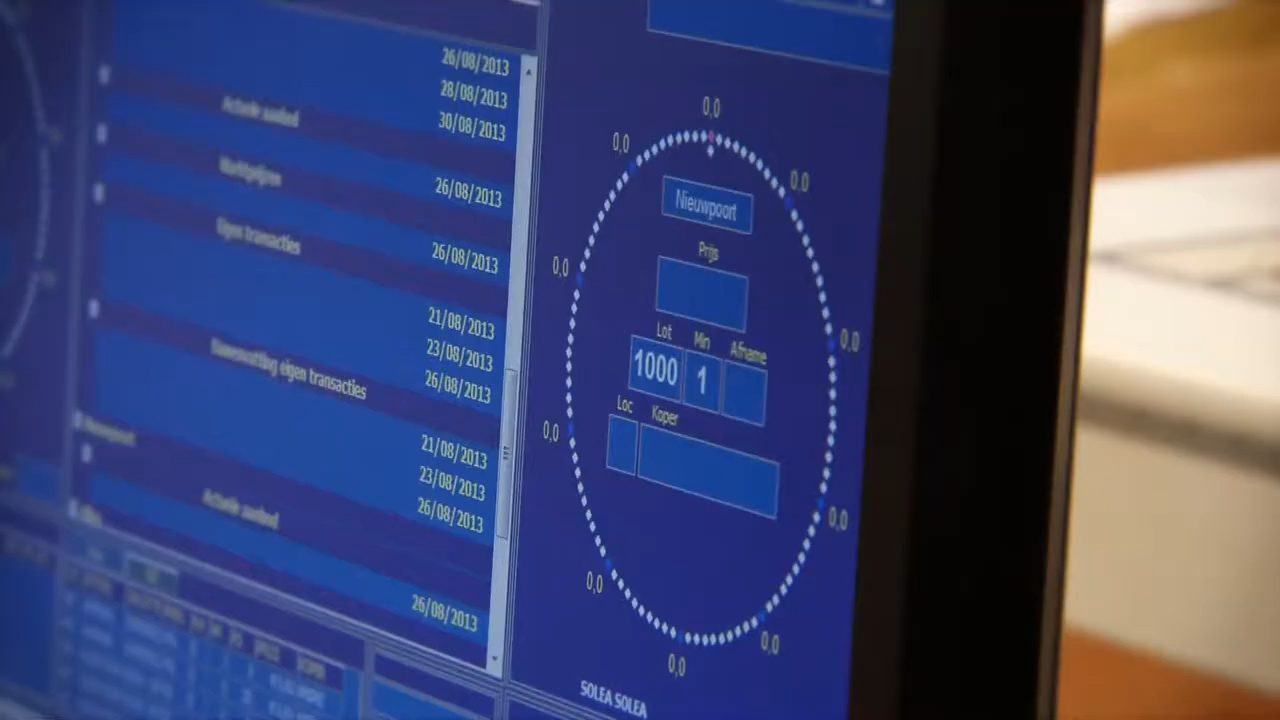 26/08/2013
28/08/2013
30/08/2013
Actuele aanbod
Marktprijzen
26/08/2013
Eigen transacties
26/08/2013
21/08/2013
23/08/2013
26/08/2013
Samenvatting eigen transacties
21/08/2013
23/08/2013
26/08/2013
Nieuwpoort
Actuele aanbod
26/08/2013
0,0
0,0
0,0
Nieuwpoort
Prijs
0,0
0,0
Lot Min Afname
1000 1
Loc Koper
0,0
0,0
0,0
0,0
0,0
SOLEA SOLEA